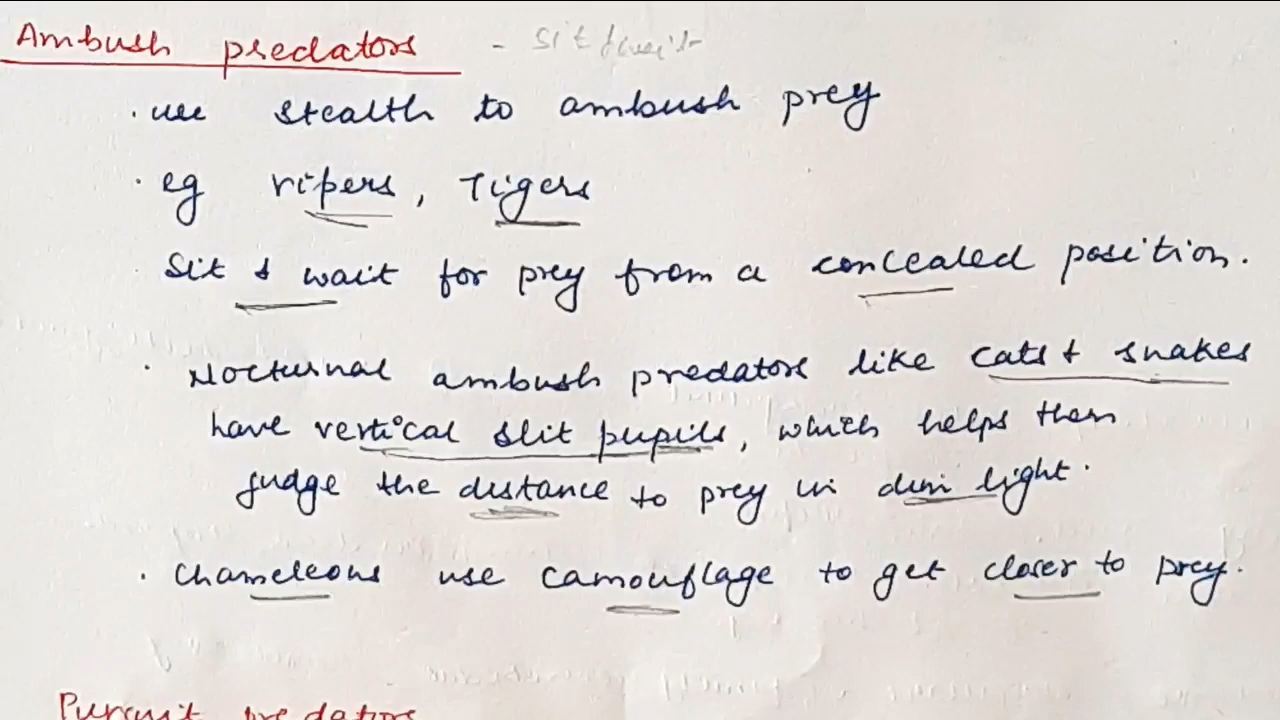 Ambush predators - sit & wait
· use stealth to ambush prey
· eg vipers, Tigers
Sit & wait for prey from a concealed position.
· Nocturnal ambush predators like cats & snakes
have vertical slit pupils, which helps them
judge the distance to prey in dim light.
· Chameleons use camouflage to get closer to prey.
Pursuit predators